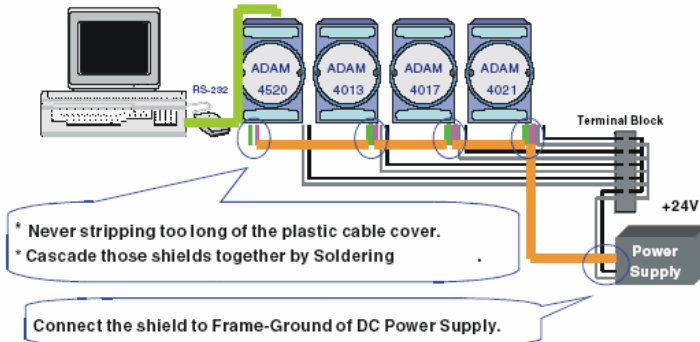 RS-232
ADAM
4520
ADAM
4013
ADAM
4017
ADAM
4021
Terminal Block
+24V
Power
Supply
* Never stripping too long of the plastic cable cover.
* Cascade those shields together by Soldering .
Connect the shield to Frame-Ground of DC Power Supply.